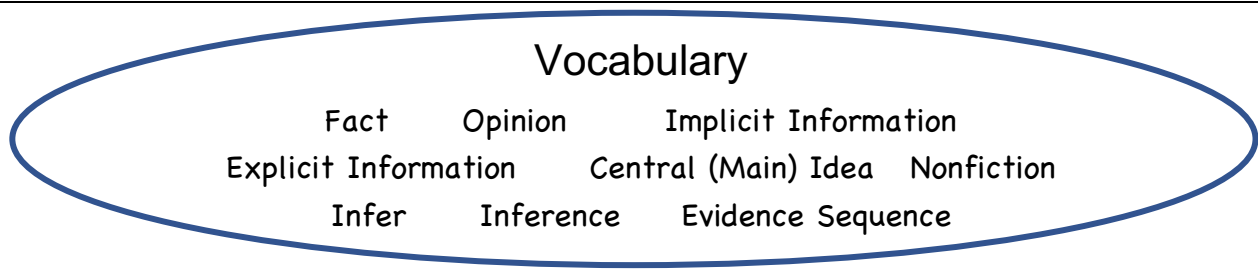 Vocabulary
Fact Opinion Implicit Information
Explicit Information Central (Main) Idea Nonfiction
Infer Inference Evidence Sequence